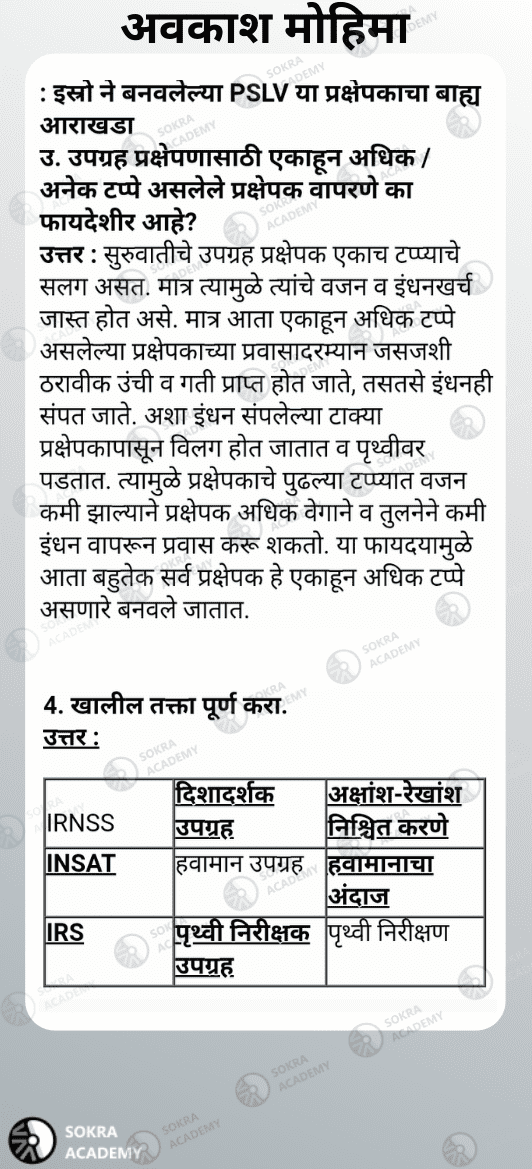 अवकाश मोहिमा
: इस्रो ने बनवलेल्या PSLV या प्रक्षेपकाचा बाह्य
आराखडा
उ. उपग्रह प्रक्षेपणासाठी एकाहून अधिक /
अनेक टप्पे असलेले प्रक्षेपक वापरणे का
फायदेशीर आहे?
उत्तर : सुरुवातीचे उपग्रह प्रक्षेपक एकाच टप्प्याचे
सलग असत. मात्र त्यामुळे त्यांचे वजन व इंधनखर्च
जास्त होत असे. मात्र आता एकाहून अधिक टप्पे
असलेल्या प्रक्षेपकाच्या प्रवासादरम्यान जसजशी
ठरावीक उंची व गती प्राप्त होत जाते, तसतसे इंधनही
संपत जाते. अशा इंधन संपलेल्या टाक्या
प्रक्षेपकापासून विलग होत जातात व पृथ्वीवर
पडतात. त्यामुळे प्रक्षेपकाचे पुढल्या टप्प्यात वजन
कमी झाल्याने प्रक्षेपक अधिक वेगाने व तुलनेने कमी
इंधन वापरून प्रवास करू शकतो. या फायदयामुळे
आता बहुतेक सर्व प्रक्षेपक हे एकाहून अधिक टप्पे
असणारे बनवले जातात.
4. खालील तक्ता पूर्ण करा.
उत्तर :
IRNSS
दिशादर्शक
उपग्रह
अक्षांश-रेखांश
निश्चित करणे
INSAT
हवामान उपग्रह
हवामानाचा
अंदाज
IRS
पृथ्वी निरीक्षक
उपग्रह
पृथ्वी निरीक्षण
SOKRA
ACADEMY